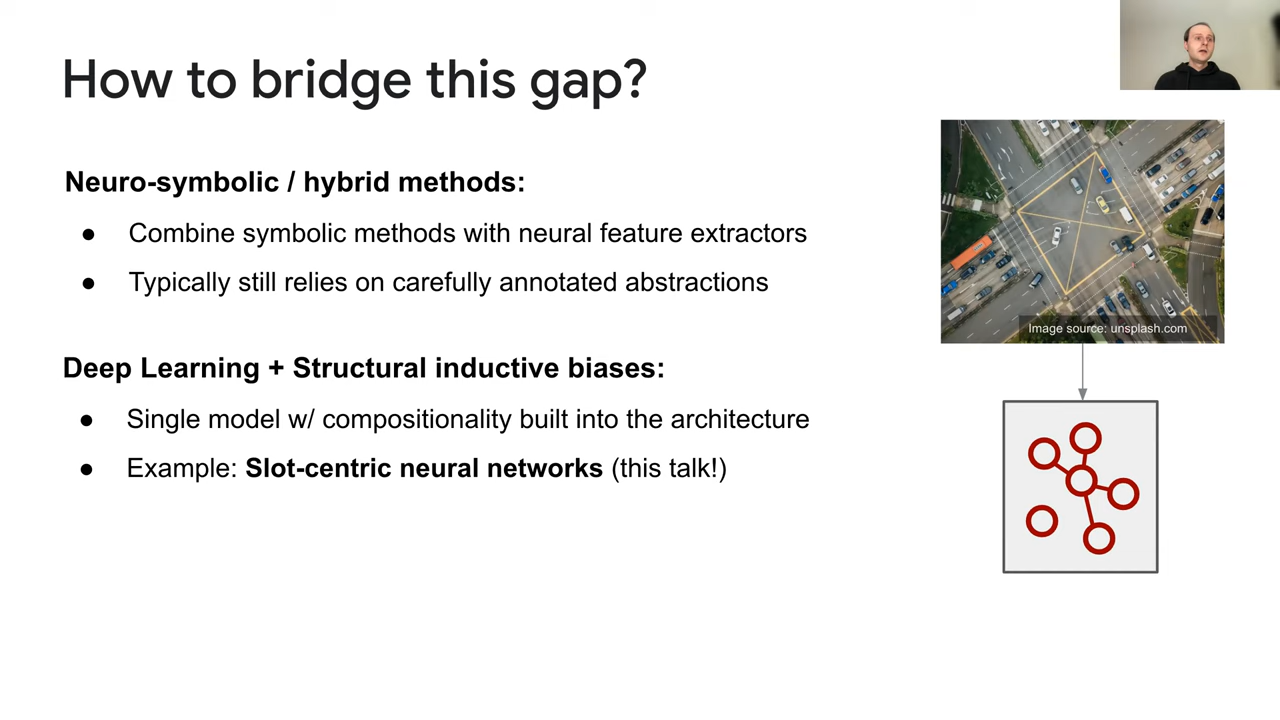 How to bridge this gap?
Neuro-symbolic / hybrid methods:
● Combine symbolic methods with neural feature extractors
● Typically still relies on carefully annotated abstractions
Deep Learning + Structural inductive biases:
● Single model w/ compositionality built into the architecture
● Example: Slot-centric neural networks (this talk!)
Image source: unsplash.com